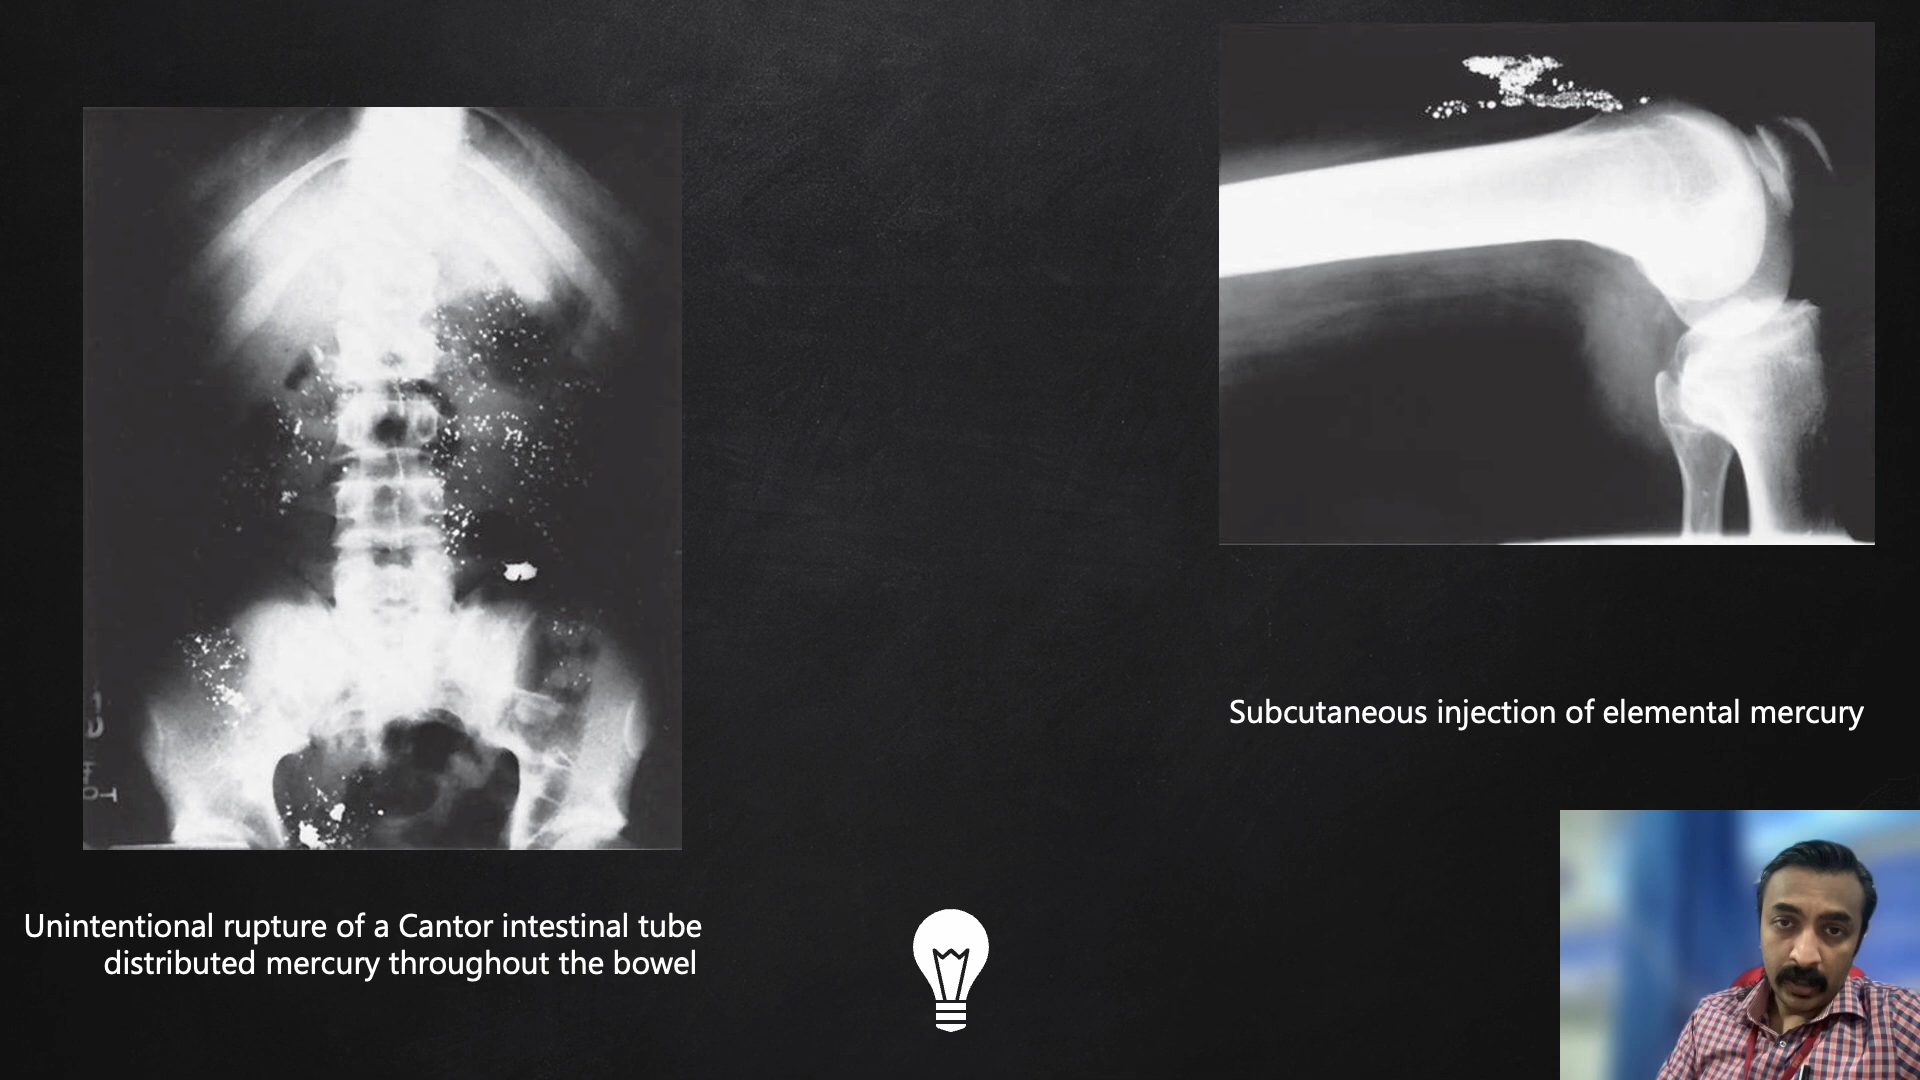 Unintentional rupture of a Cantor intestinal tube
distributed mercury throughout the bowel
Subcutaneous injection of elemental mercury